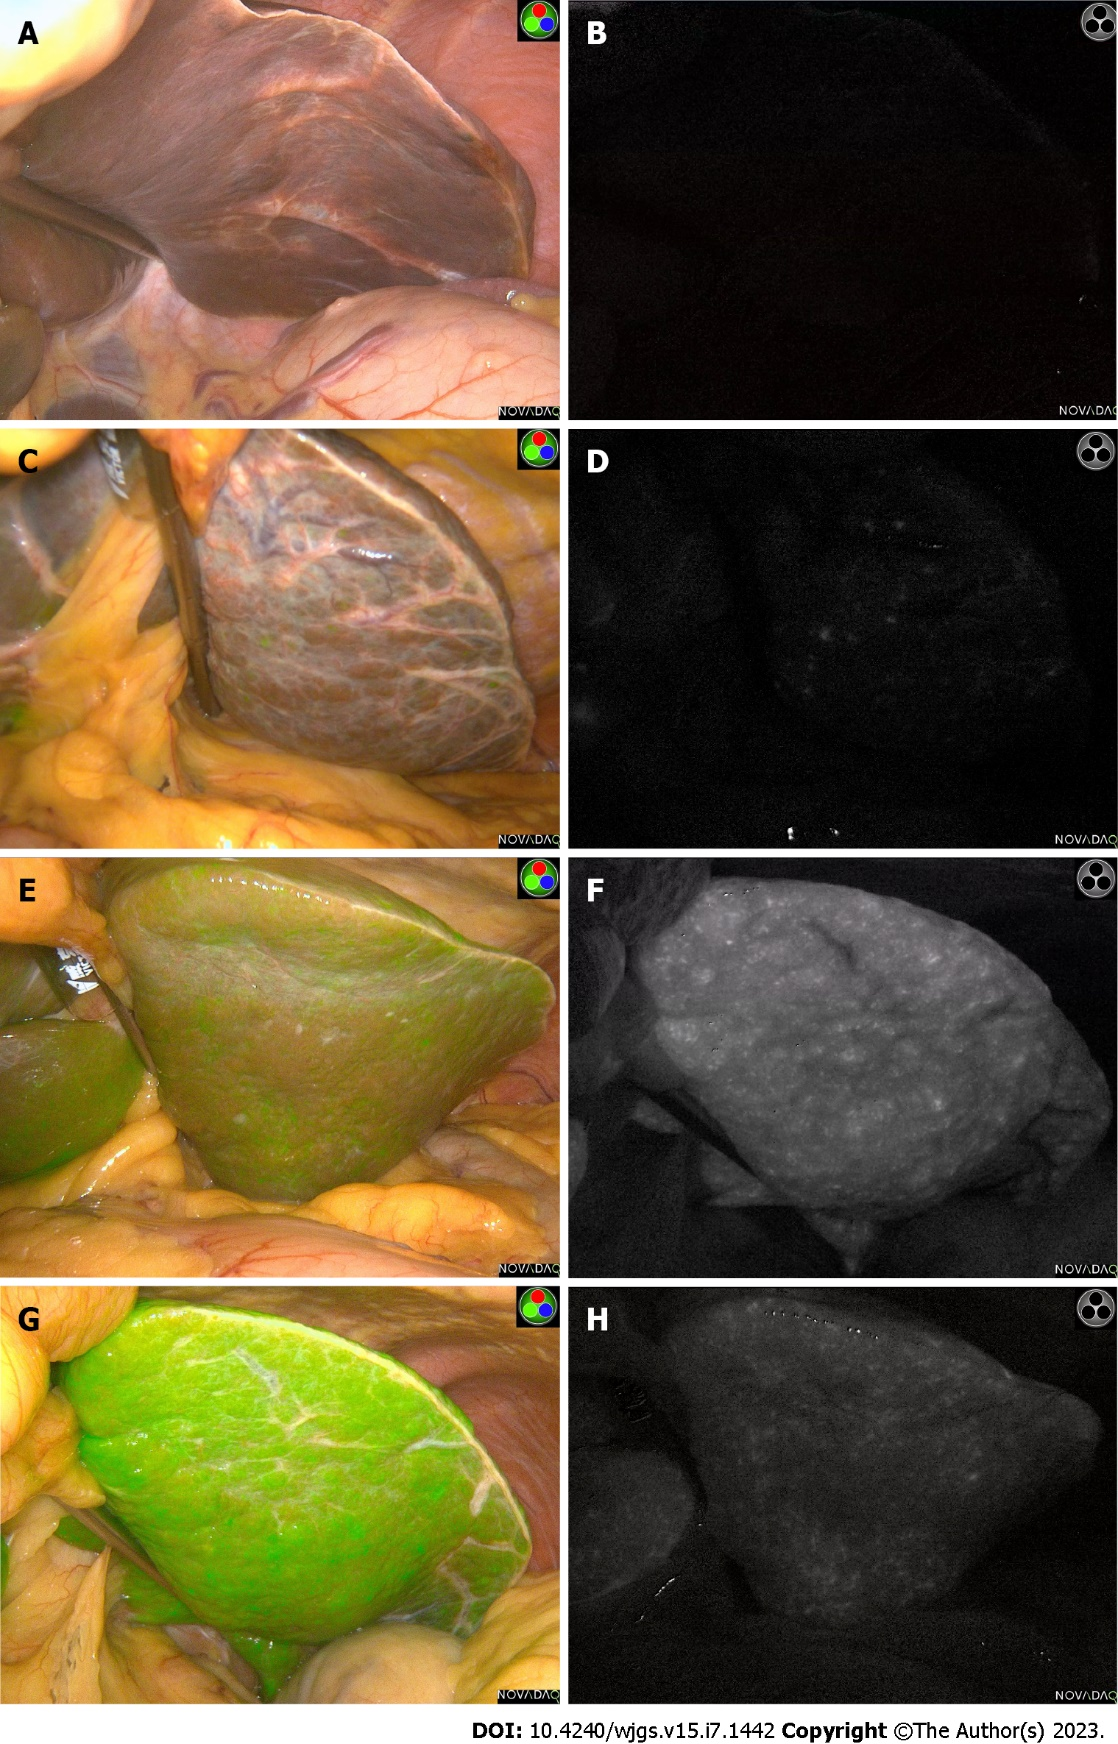 A
B
NOVADAQ
NOVADAQ
C
D
NOVADAQ
NOVADAQ
E
F
NOVADAQ
NOVADAQ
G
H
NOVADAQ
NOVADAQ
DOI: 10.4240/wjgs.v15.i7.1442 Copyright ©The Author(s) 2023.